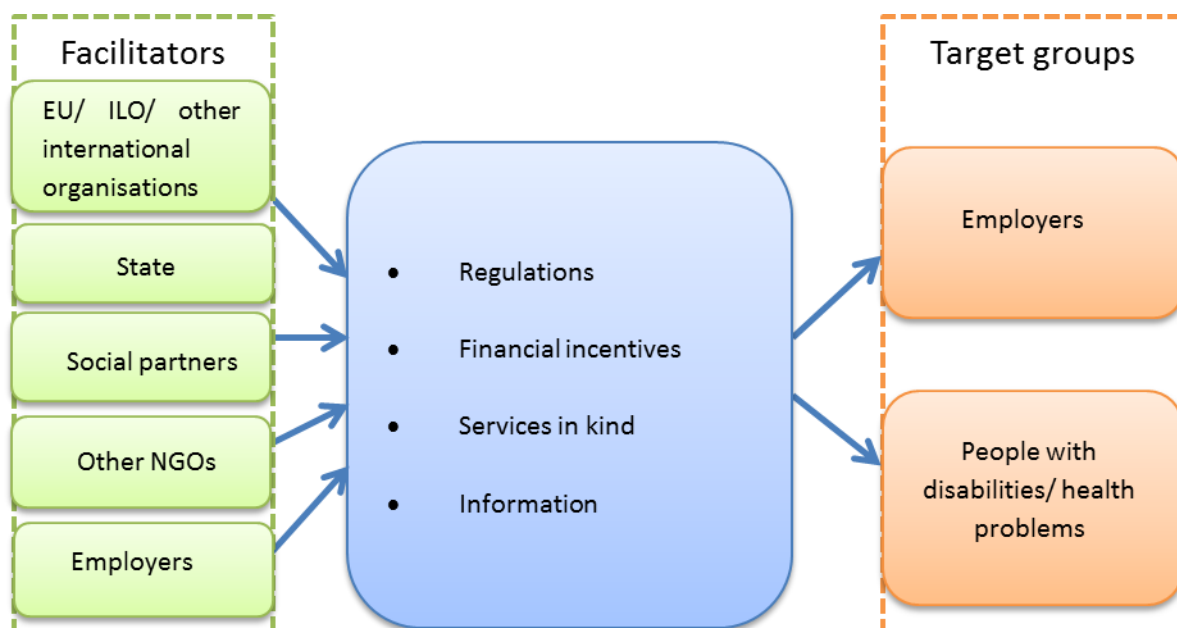 Facilitators
EU/ ILO/ other
international
organisations
State
Social partners
Other NGOs
Employers
• Regulations
• Financial incentives
• Services in kind
• Information
Target groups
Employers
People with
disabilities/ health
problems